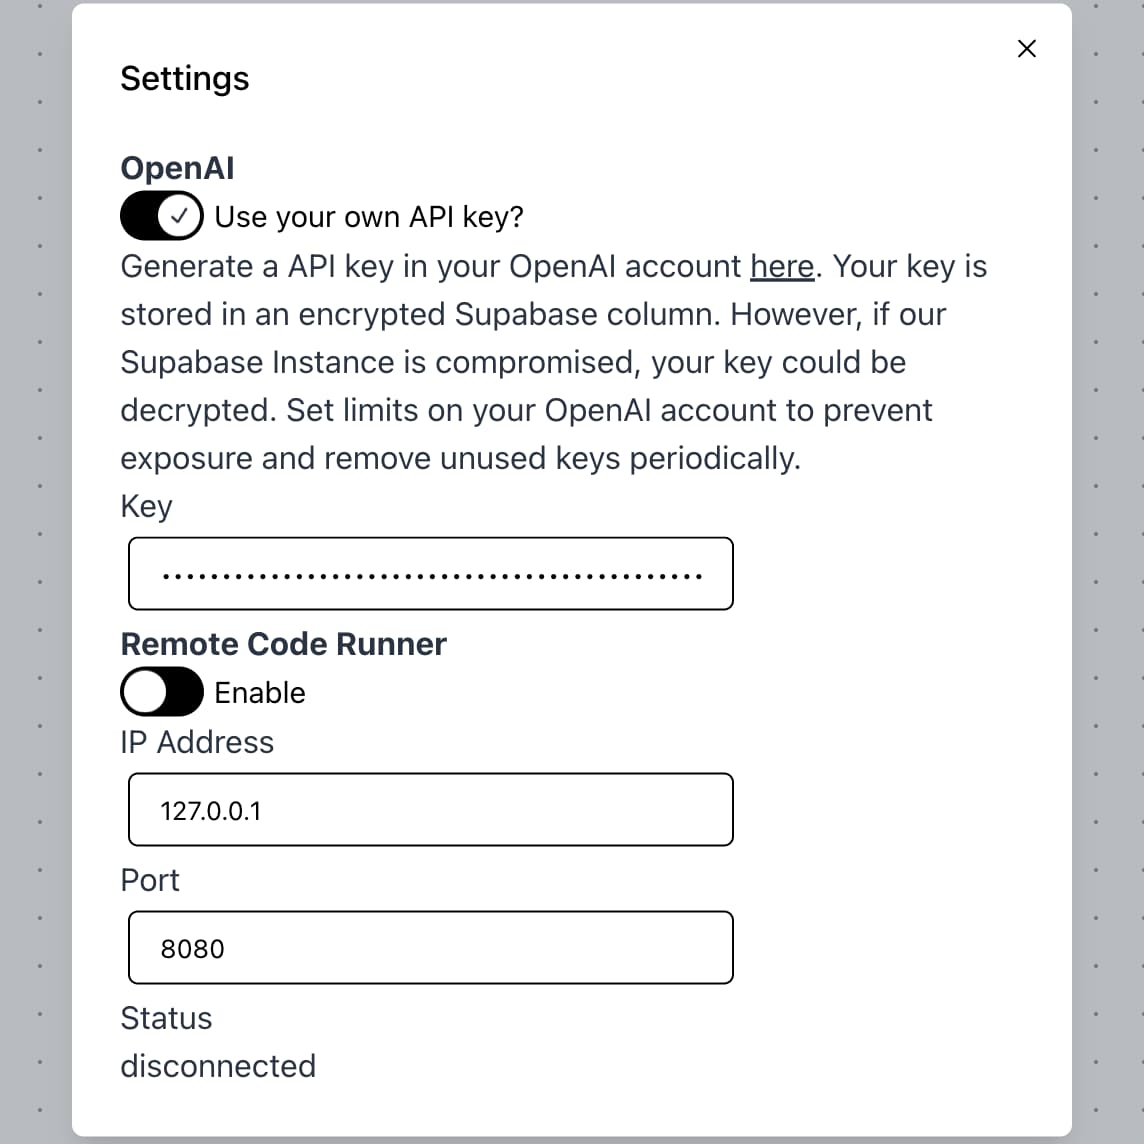 Settings
OpenAI
Use your own API key?
Generate a API key in your OpenAI account here. Your key is
stored in an encrypted Supabase column. However, if our
Supabase Instance is compromised, your key could be
decrypted. Set limits on your OpenAI account to prevent
exposure and remove unused keys periodically.
Key
Remote Code Runner
Enable
IP Address
127.0.0.1
Port
8080
Status
disconnected